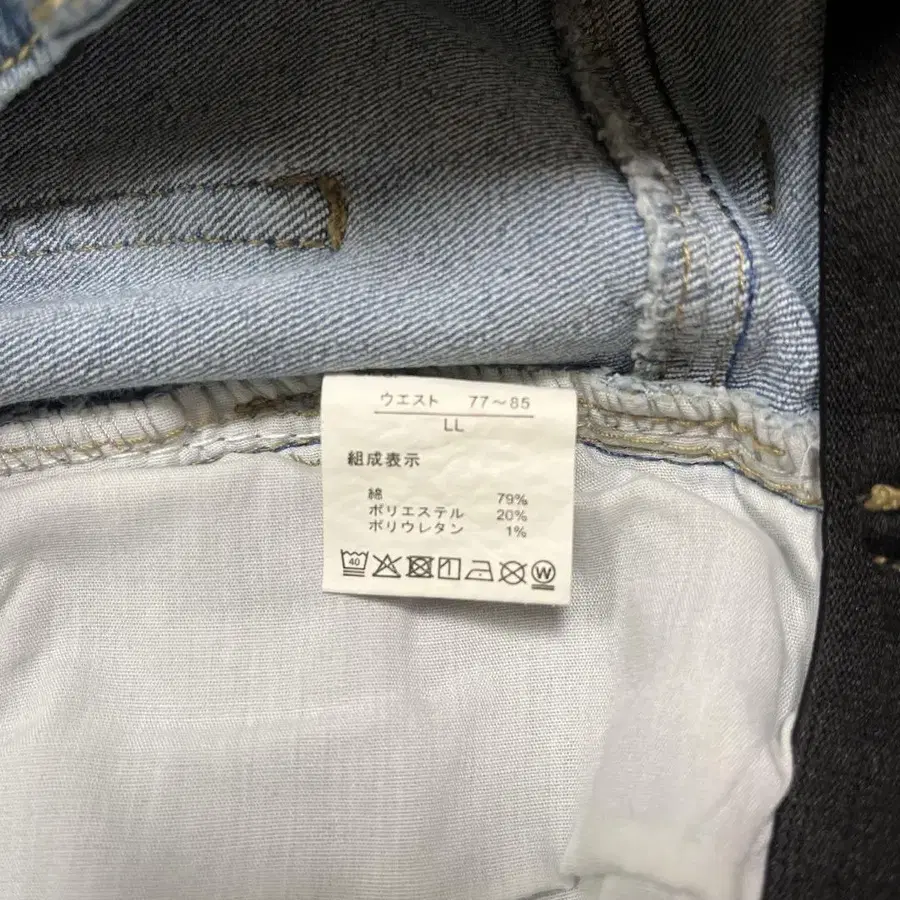 ウエスト 77～85
LL
組成表示
綿 79%
ポリエステル 20%
ポリウレタン 1%
40
W